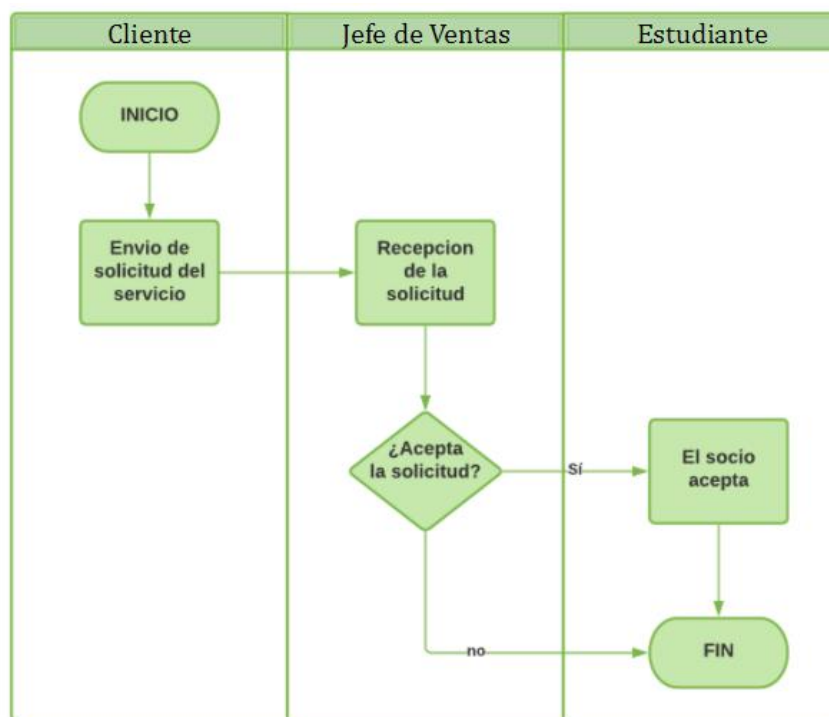 Cliente
Jefe de Ventas
Estudiante
INICIO
Envio de
solicitud del
servicio
Recepcion
de la
solicitud
¿Acepta
la solicitud?
Sí
El socio
acepta
no
FIN